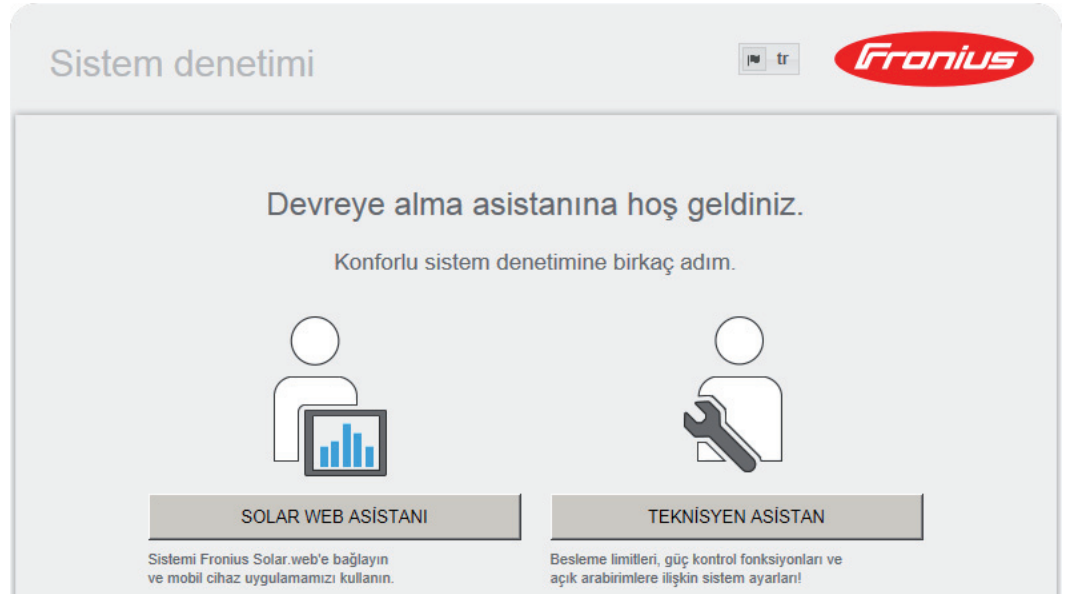 Sistem denetimi
tr
Fronius
Devreye alma asistanına hoş geldiniz.
Konforlu sistem denetimine birkaç adım.
SOLAR WEB ASİSTANI
TEKNİSYEN ASİSTAN
Sistemi Fronius Solar.web'e bağlayın
ve mobil cihaz uygulamamızı kullanın.
Besleme limitleri, güç kontrol fonksiyonları ve
açık arabirimlere ilişkin sistem ayarları!